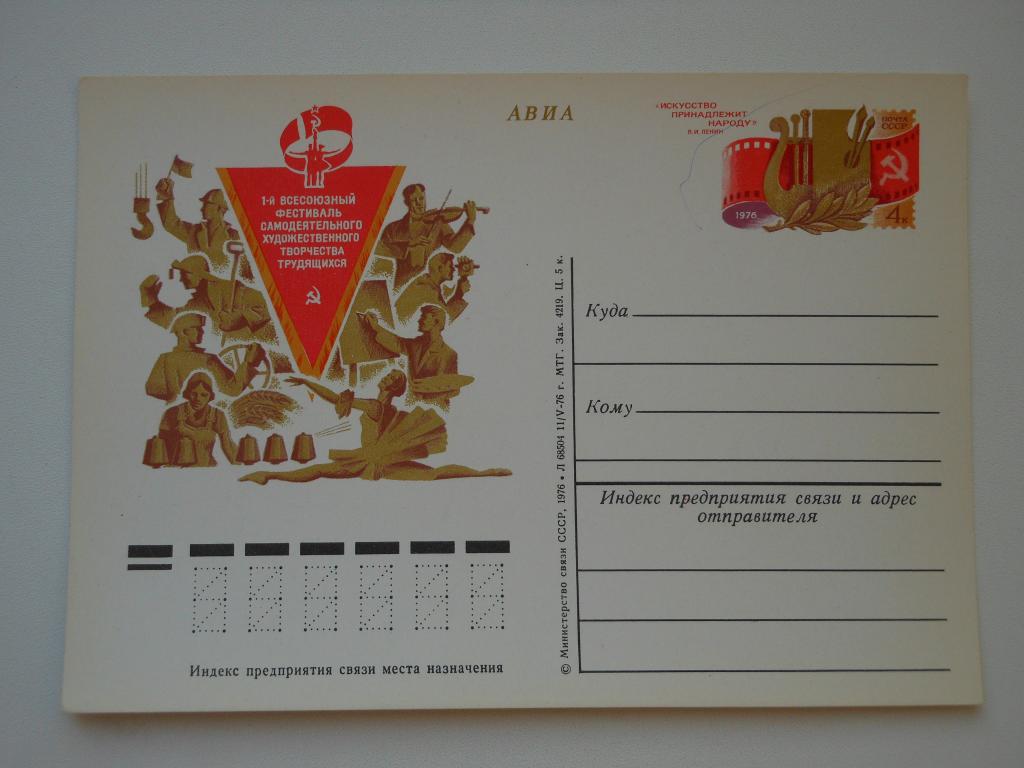 АВИА
«ИСКУССТВО
ПРИНАДЛЕЖИТ
НАРОДУ»
В.И. ЛЕНИН
ПОЧТА
СССР
1976
4к
1-й ВСЕСОЮЗНЫЙ
ФЕСТИВАЛЬ
САМОДЕЯТЕЛЬНОГО
ХУДОЖЕСТВЕННОГО
ТВОРЧЕСТВА
ТРУДЯЩИХСЯ
Куда
Кому
Индекс предприятия связи и адрес
отправителя
© Министерство связи СССР, 1976 • Л 68504 11/V-76 г. МТГ. Зак. 4219. Ц. 5 к.
Индекс предприятия связи места назначения